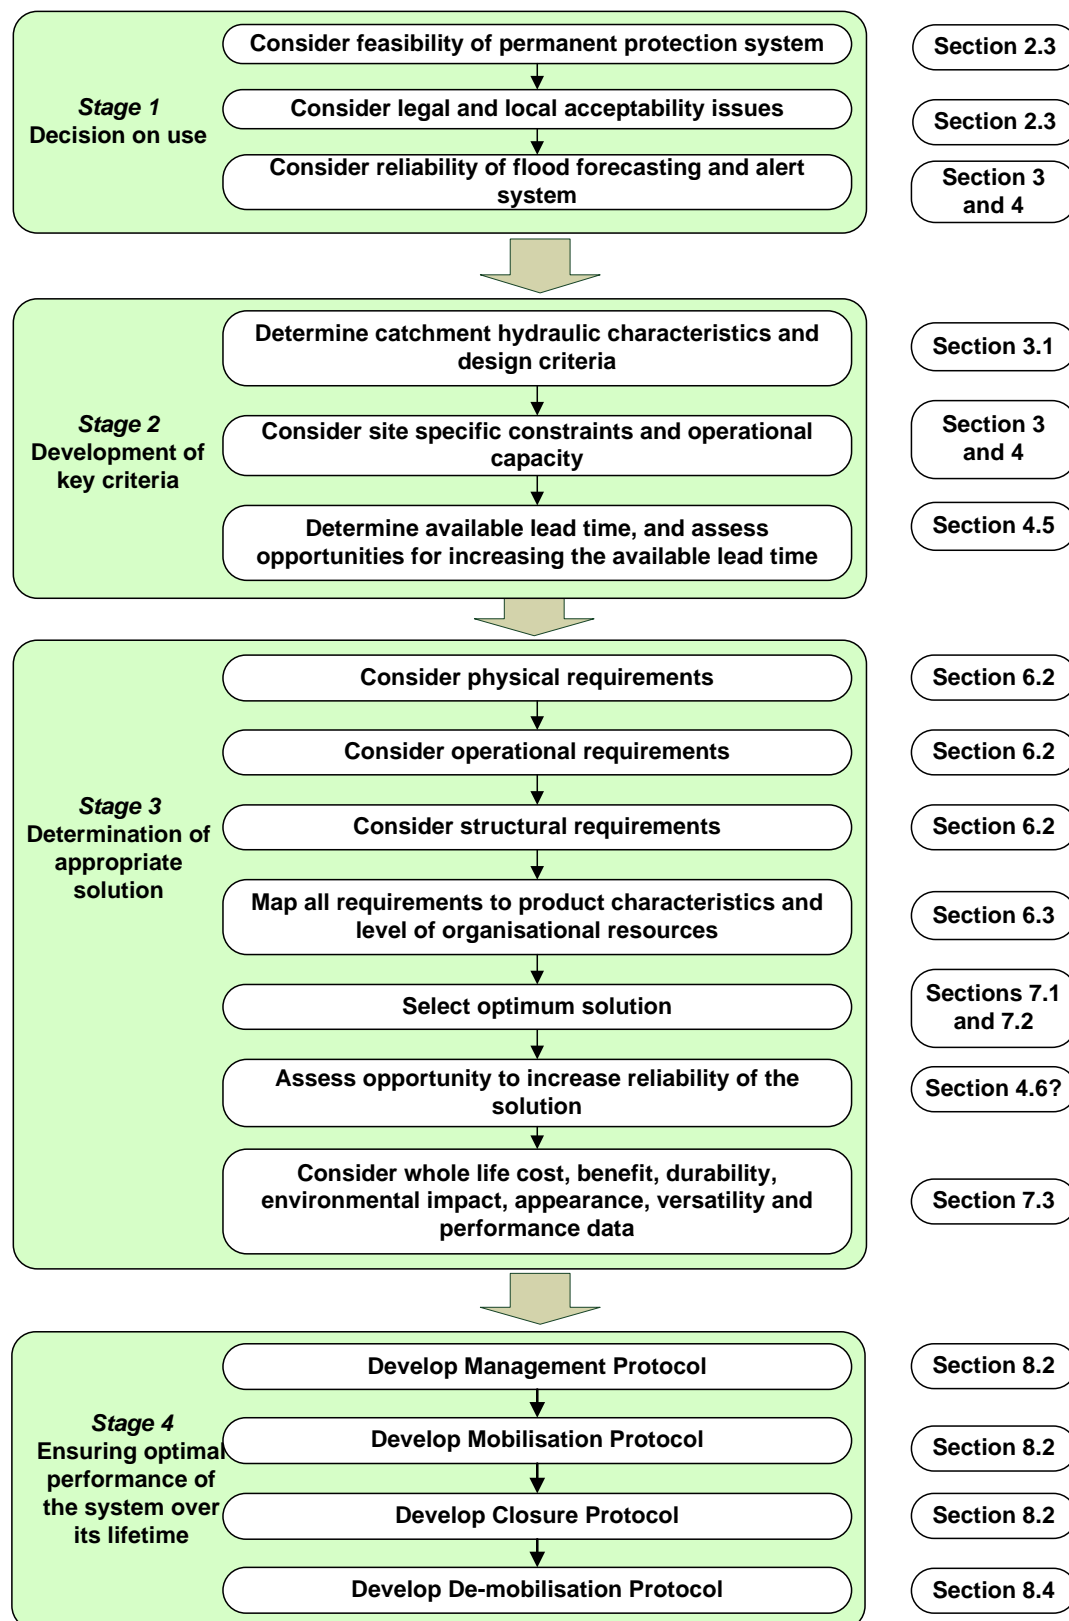 Consider feasibility of permanent protection system
Section 2.3
Stage 1
Decision on use
Consider legal and local acceptability issues
Section 2.3
Consider reliability of flood forecasting and alert
system
Section 3
and 4
Determine catchment hydraulic characteristics and
design criteria
Section 3.1
Stage 2
Development of
key criteria
Consider site specific constraints and operational
capacity
Section 3
and 4
Determine available lead time, and assess
opportunities for increasing the available lead time
Section 4.5
Consider physical requirements
Section 6.2
Consider operational requirements
Section 6.2
Stage 3
Determination of
appropriate
solution
Consider structural requirements
Section 6.2
Map all requirements to product characteristics and
level of organisational resources
Section 6.3
Select optimum solution
Sections 7.1
and 7.2
Assess opportunity to increase reliability of the
solution
Section 4.6?
Consider whole life cost, benefit, durability,
environmental impact, appearance, versatility and
performance data
Section 7.3
Develop Management Protocol
Section 8.2
Stage 4
Ensuring optimal
performance of
the system over
its lifetime
Develop Mobilisation Protocol
Section 8.2
Develop Closure Protocol
Section 8.2
Develop De-mobilisation Protocol
Section 8.4